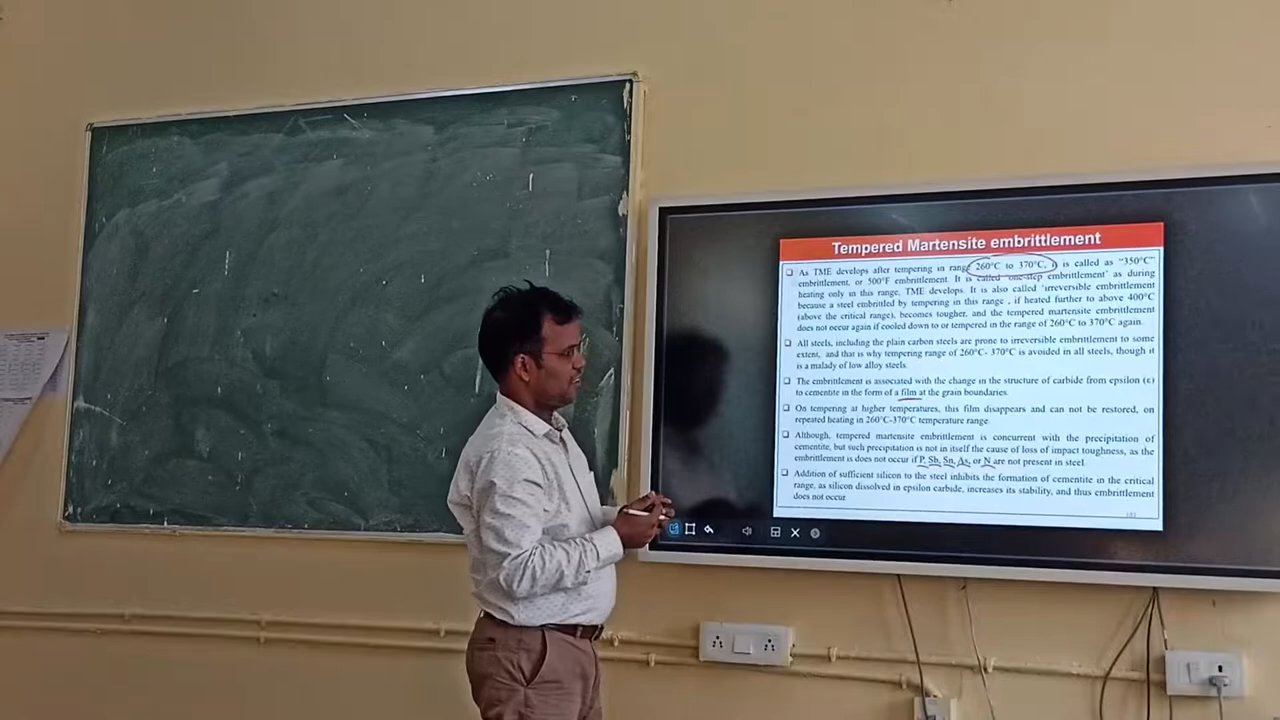 Tempered Martensite embrittlement
As TME develops after tempering in range 260°C to 370°C, it is called as "350°C"
embrittlement, or 500°F embrittlement. It is called 'one-step embrittlement' as during
heating only in this range, TME develops. It is also called 'irreversible embrittlement
because a steel embrittled by tempering in this range , if heated further to above 400°C
(above the critical range), becomes tougher, and the tempered martensite embrittlement
does not occur again if cooled down to or tempered in the range of 260°C to 370°C again.
All steels, including the plain carbon steels are prone to irreversible embrittlement to some
extent, and that is why tempering range of 260°C- 370°C is avoided in all steels, though it
is a malady of low alloy steels.
The embrittlement is associated with the change in the structure of carbide from epsilon (ε)
to cementite in the form of a film at the grain boundaries.
On tempering at higher temperatures, this film disappears and can not be restored, on
repeated heating in 260°C-370°C temperature range.
Although, tempered martensite embrittlement is concurrent with the precipitation of
cementite, but such precipitation is not in itself the cause of loss of impact toughness, as the
embrittlement is does not occur if P, Sb, Sn, As, or N are not present in steel.
Addition of sufficient silicon to the steel inhibits the formation of cementite in the critical
range, as silicon dissolved in epsilon carbide, increases its stability, and thus embrittlement
does not occur